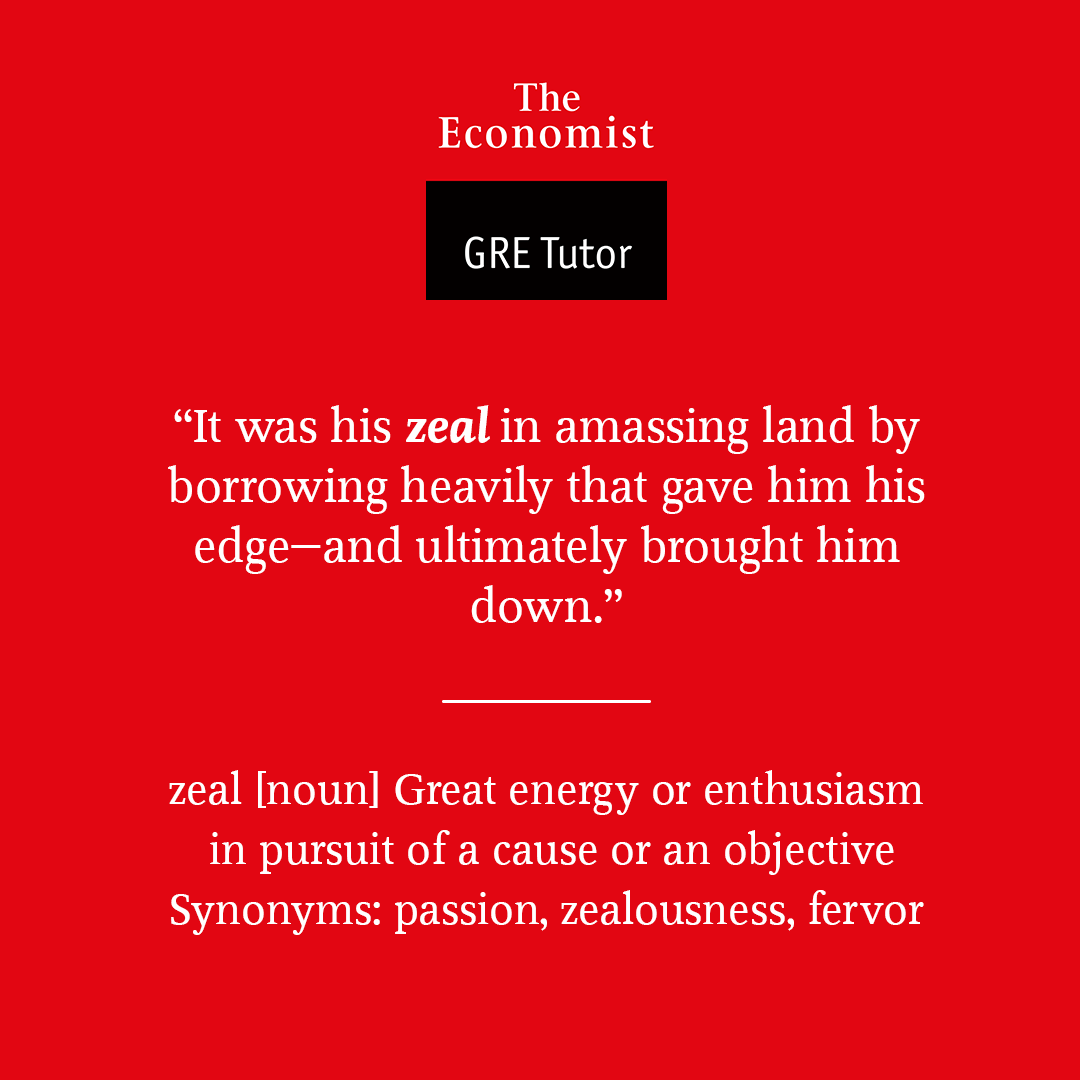 The
Economist
GRE Tutor
“It was his zeal in amassing land by
borrowing heavily that gave him his
edge—and ultimately brought him
down.”
zeal [noun] Great energy or enthusiasm
in pursuit of a cause or an objective
Synonyms: passion, zealousness, fervor